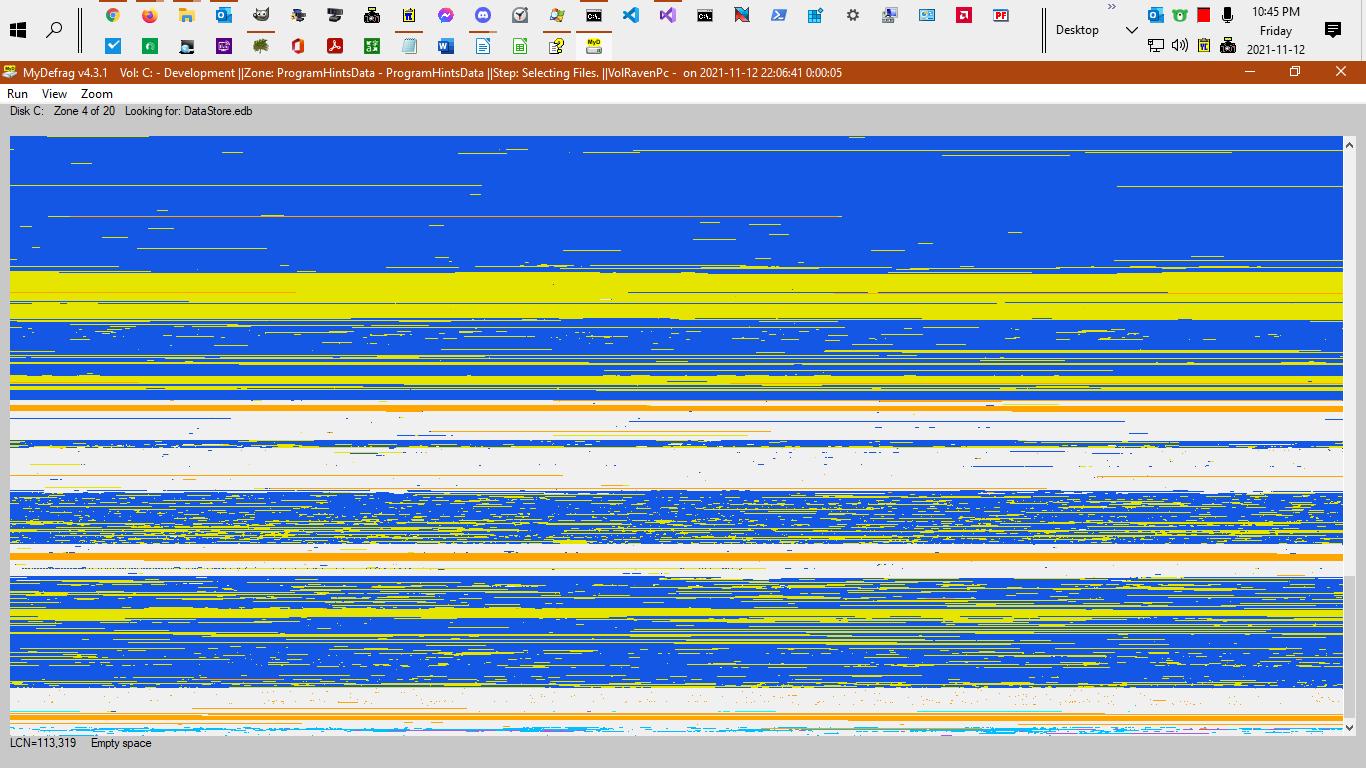 10:45 PM
Friday
2021-11-12
Desktop
MyDefrag v4.3.1 Vol: C: - Development ||Zone: ProgramHintsData - ProgramHintsData ||Step: Selecting Files. ||VolRavenPc - on 2021-11-12 22:06:41 0:00:05
Run View Zoom
Disk C: Zone 4 of 20 Looking for: DataStore.edb
LCN=113,319 Empty space